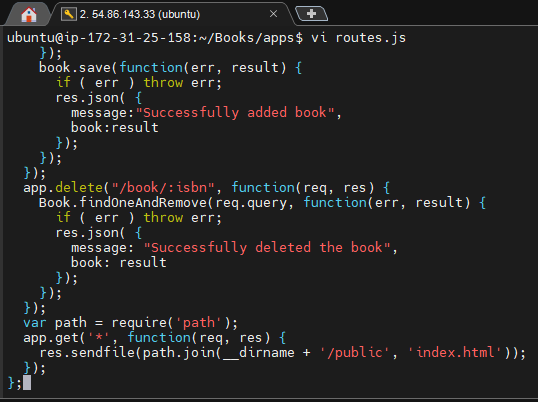 2. 54.86.143.33 (ubuntu)
ubuntu@ip-172-31-25-158:~/Books/apps$ vi routes.js
    });
    book.save(function(err, result) {
      if ( err ) throw err;
      res.json( {
        message:"Successfully added book",
        book:result
      });
    });
  });
  app.delete("/book/:isbn", function(req, res) {
    Book.findOneAndRemove(req.query, function(err, result) {
      if ( err ) throw err;
      res.json( {
        message: "Successfully deleted the book",
        book: result
      });
    });
  });
  var path = require('path');
  app.get('*', function(req, res) {
    res.sendfile(path.join(__dirname + '/public', 'index.html'));
  });
};